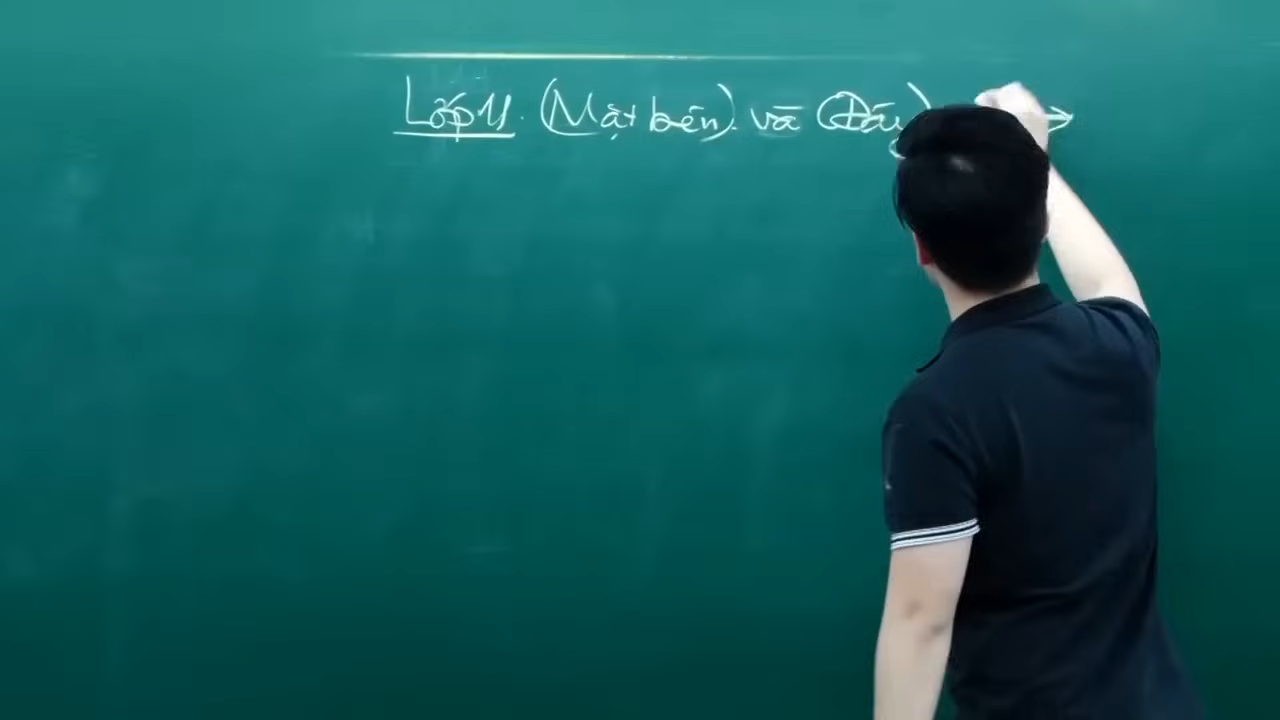 Lớp 11. (Mặt bên). và (Đáy)